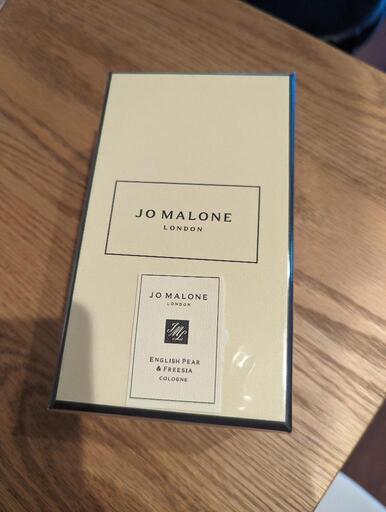 JO MALONE
LONDON
JO MALONE
LONDON
JML
ENGLISH PEAR
& FREESIA
COLOGNE